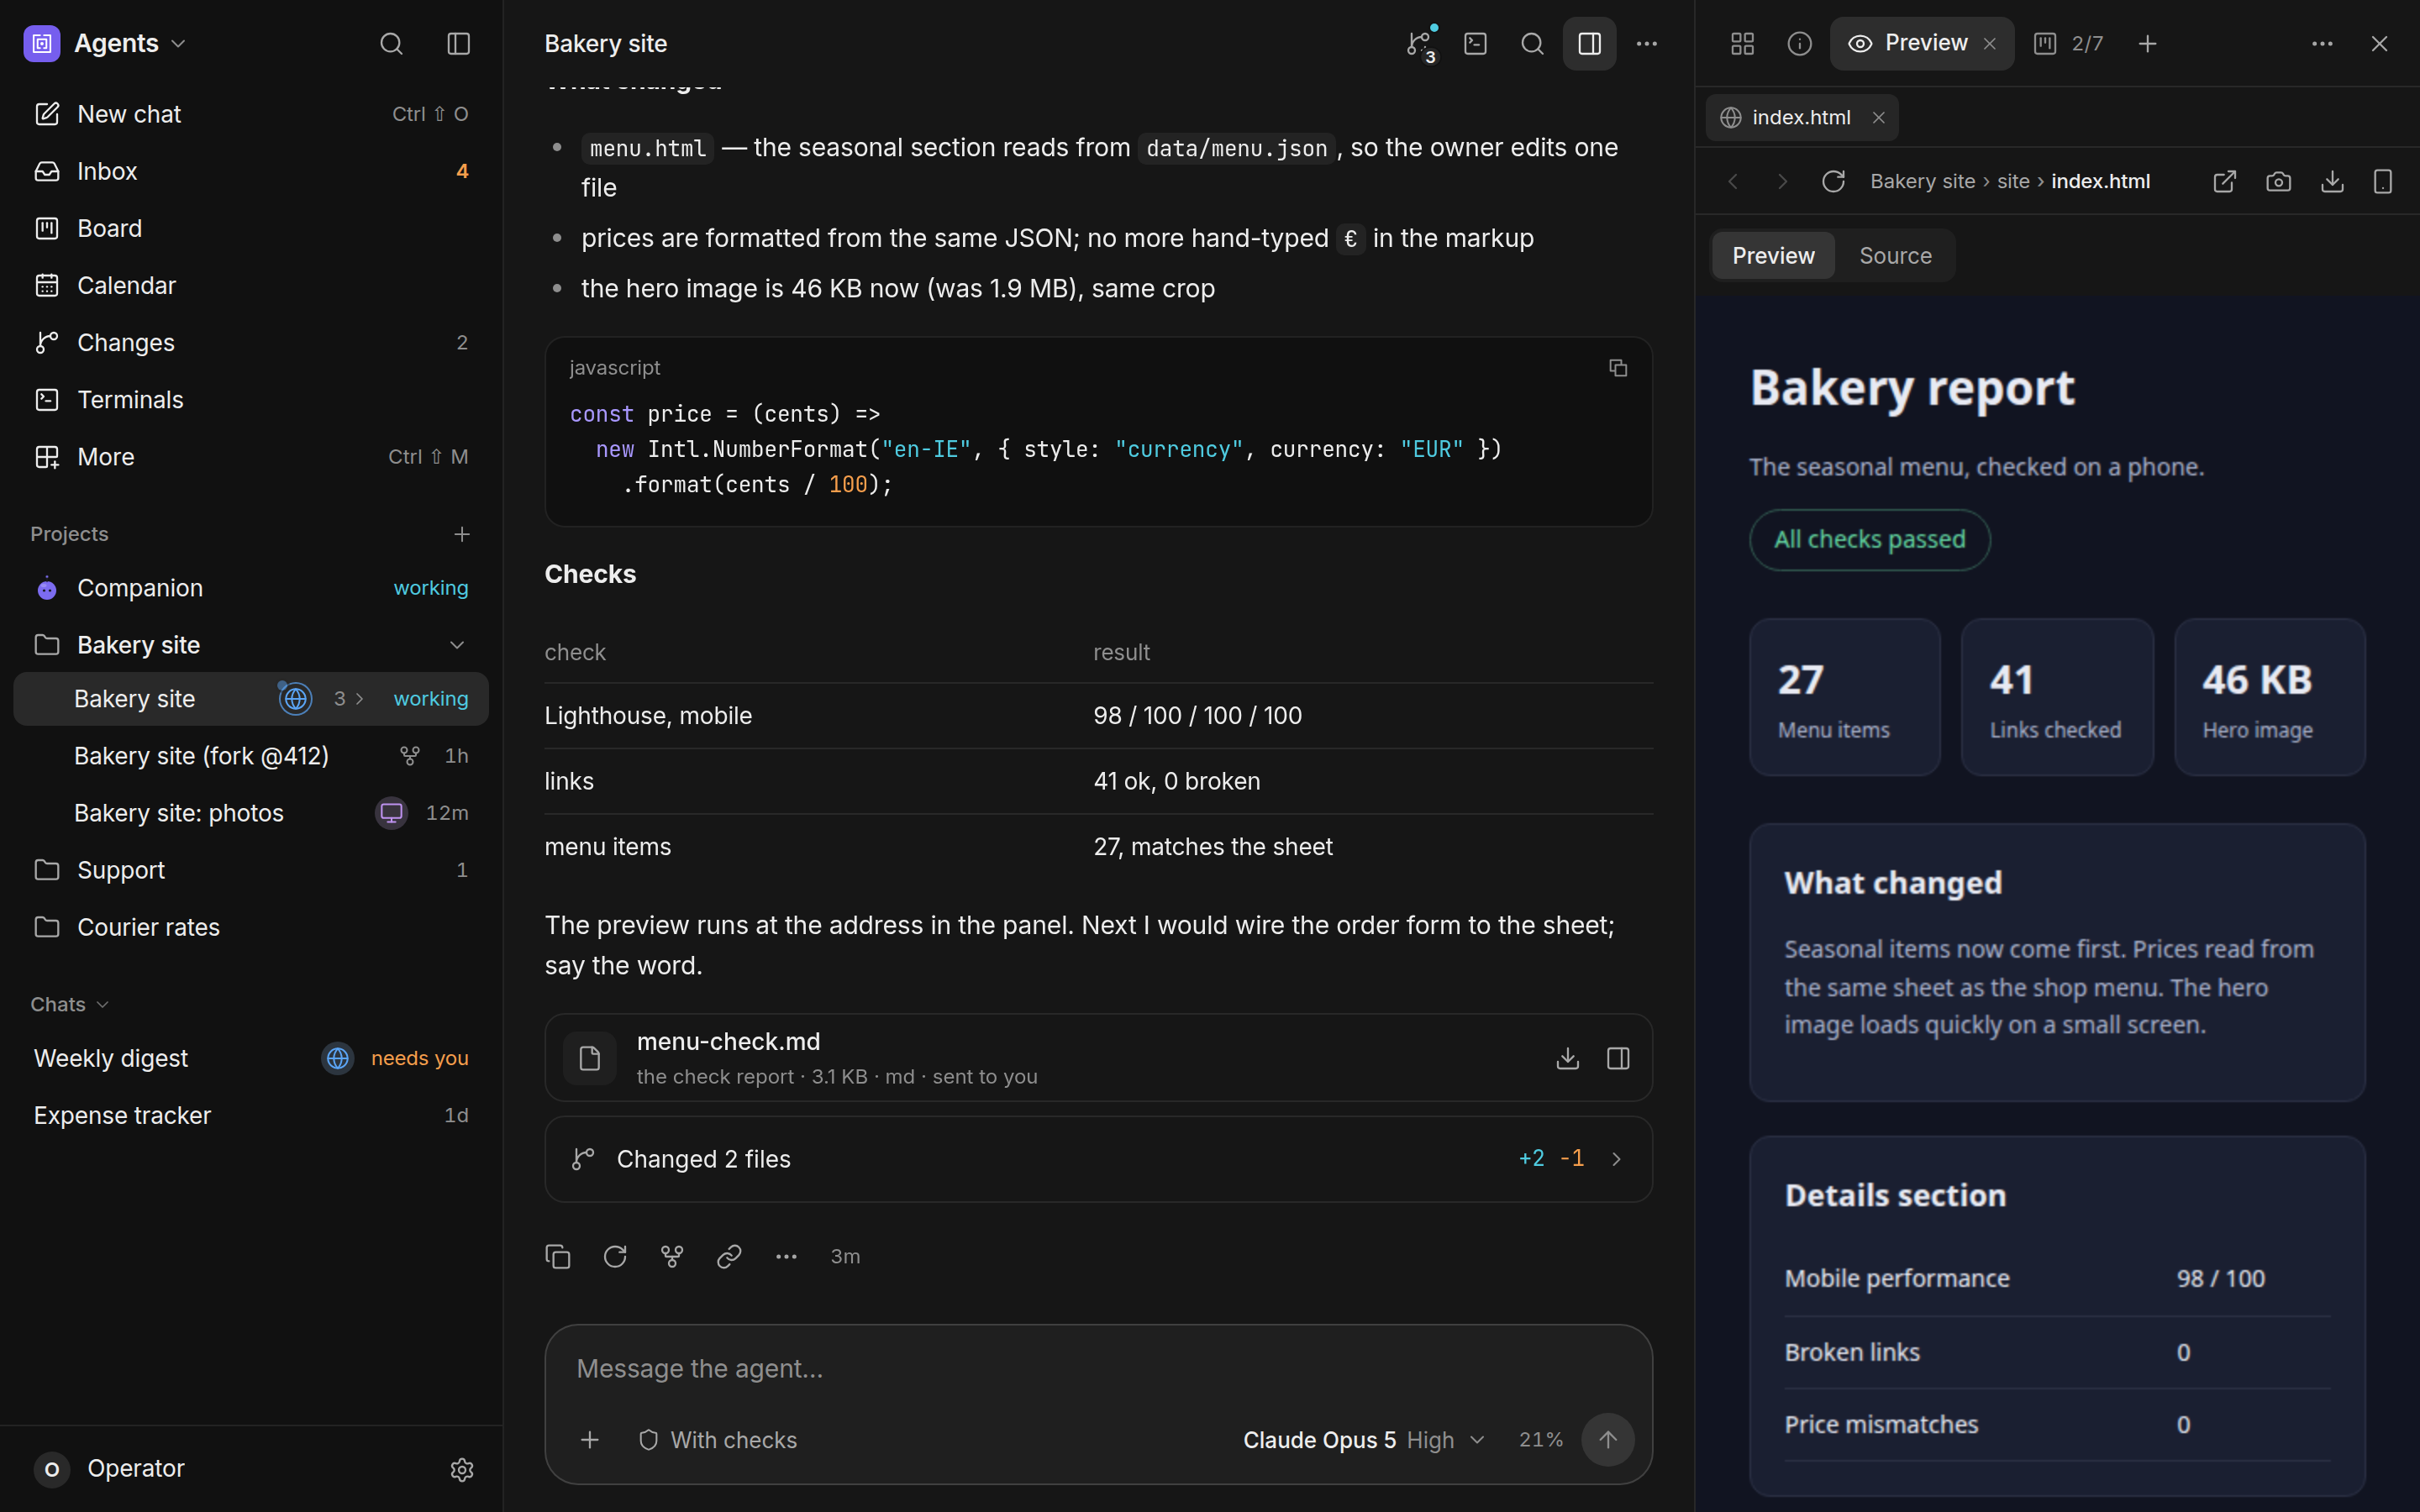 Agents
New chat
Ctrl ⇧ O
Inbox
4
Board
Calendar
Changes
2
Terminals
More
Ctrl ⇧ M
Projects
Companion
working
Bakery site
Bakery site
3
working
Bakery site (fork @412)
1h
Bakery site: photos
12m
Support
1
Courier rates
Chats
Weekly digest
needs you
Expense tracker
1d
O
Operator
Bakery site
3
What changed
menu.html — the seasonal section reads from data/menu.json, so the owner edits one
file
prices are formatted from the same JSON; no more hand-typed € in the markup
the hero image is 46 KB now (was 1.9 MB), same crop
javascript
const price = (cents) =>
new Intl.NumberFormat("en-IE", { style: "currency", currency: "EUR" })
.format(cents / 100);
Checks
check
result
Lighthouse, mobile
98 / 100 / 100 / 100
links
41 ok, 0 broken
menu items
27, matches the sheet
The preview runs at the address in the panel. Next I would wire the order form to the sheet;
say the word.
menu-check.md
the check report · 3.1 KB · md · sent to you
Changed 2 files
+2 -1
3m
Message the agent...
With checks
Claude Opus 5 High
21%
Preview
2/7
index.html
Bakery site › site › index.html
Preview
Source
Bakery report
The seasonal menu, checked on a phone.
All checks passed
27
Menu items
41
Links checked
46 KB
Hero image
What changed
Seasonal items now come first. Prices read from
the same sheet as the shop menu. The hero
image loads quickly on a small screen.
Details section
Mobile performance
98 / 100
Broken links
0
Price mismatches
0